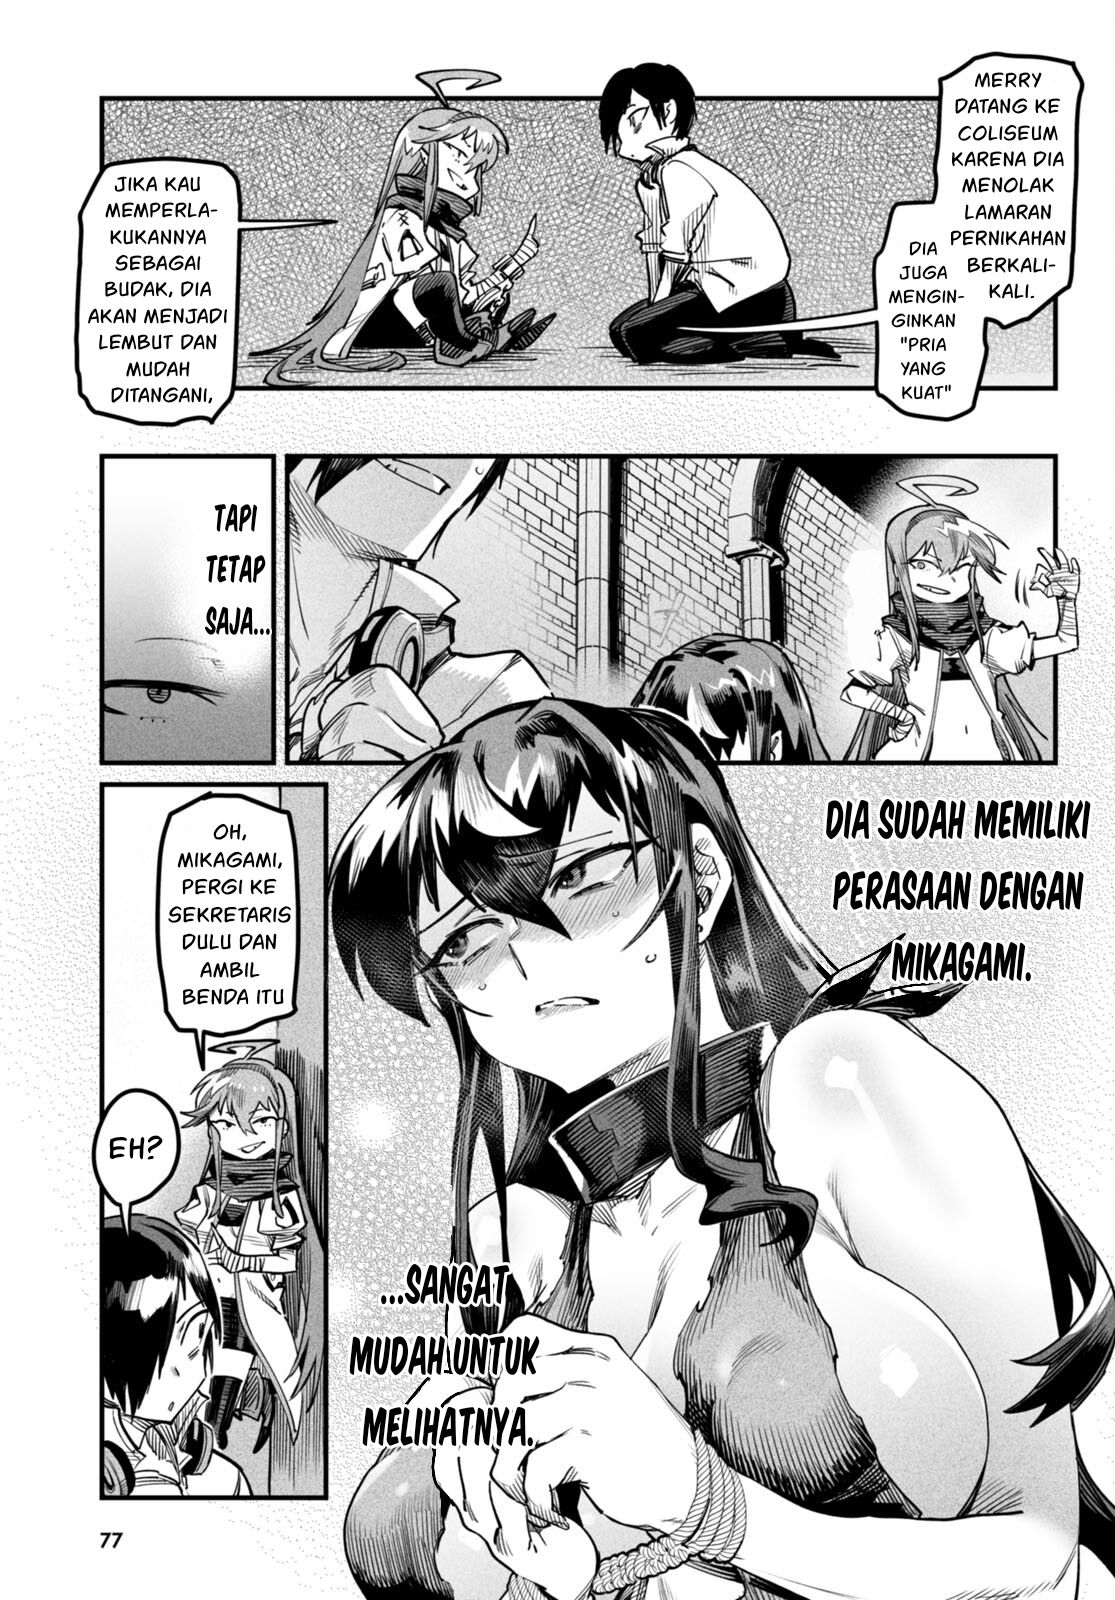 MERRY
DATANG KE
COLISEUM
KARENA DIA
MENOLAK
LAMARAN
PERNIKAHAN
BERKALI-
KALI.
DIA
JUGA
MENGIN-
GINKAN
"PRIA
YANG
KUAT"
JIKA KAU
MEMPERLA-
KUKANNYA
SEBAGAI
BUDAK, DIA
AKAN MENJADI
LEMBUT DAN
MUDAH
DITANGANI,
TAPI
TETAP
SAJA...
DIA SUDAH MEMILIKI
PERASAAN DENGAN
MIKAGAMI.
...SANGAT
MUDAH UNTUK
MELIHATNYA.
OH,
MIKAGAMI,
PERGI KE
SEKRETARIS
DULU DAN
AMBIL
BENDA ITU
EH?
77